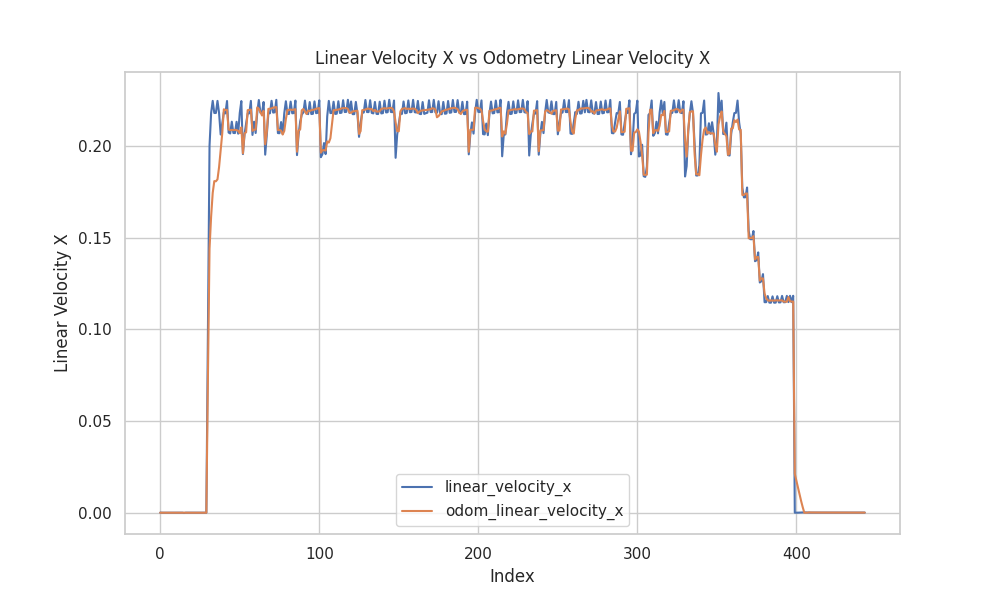 Linear Velocity X vs Odometry Linear Velocity X
0.20
0.15
0.10
0.05
0.00
Linear Velocity X
linear_velocity_x
odom_linear_velocity_x
0
100
200
300
400
Index